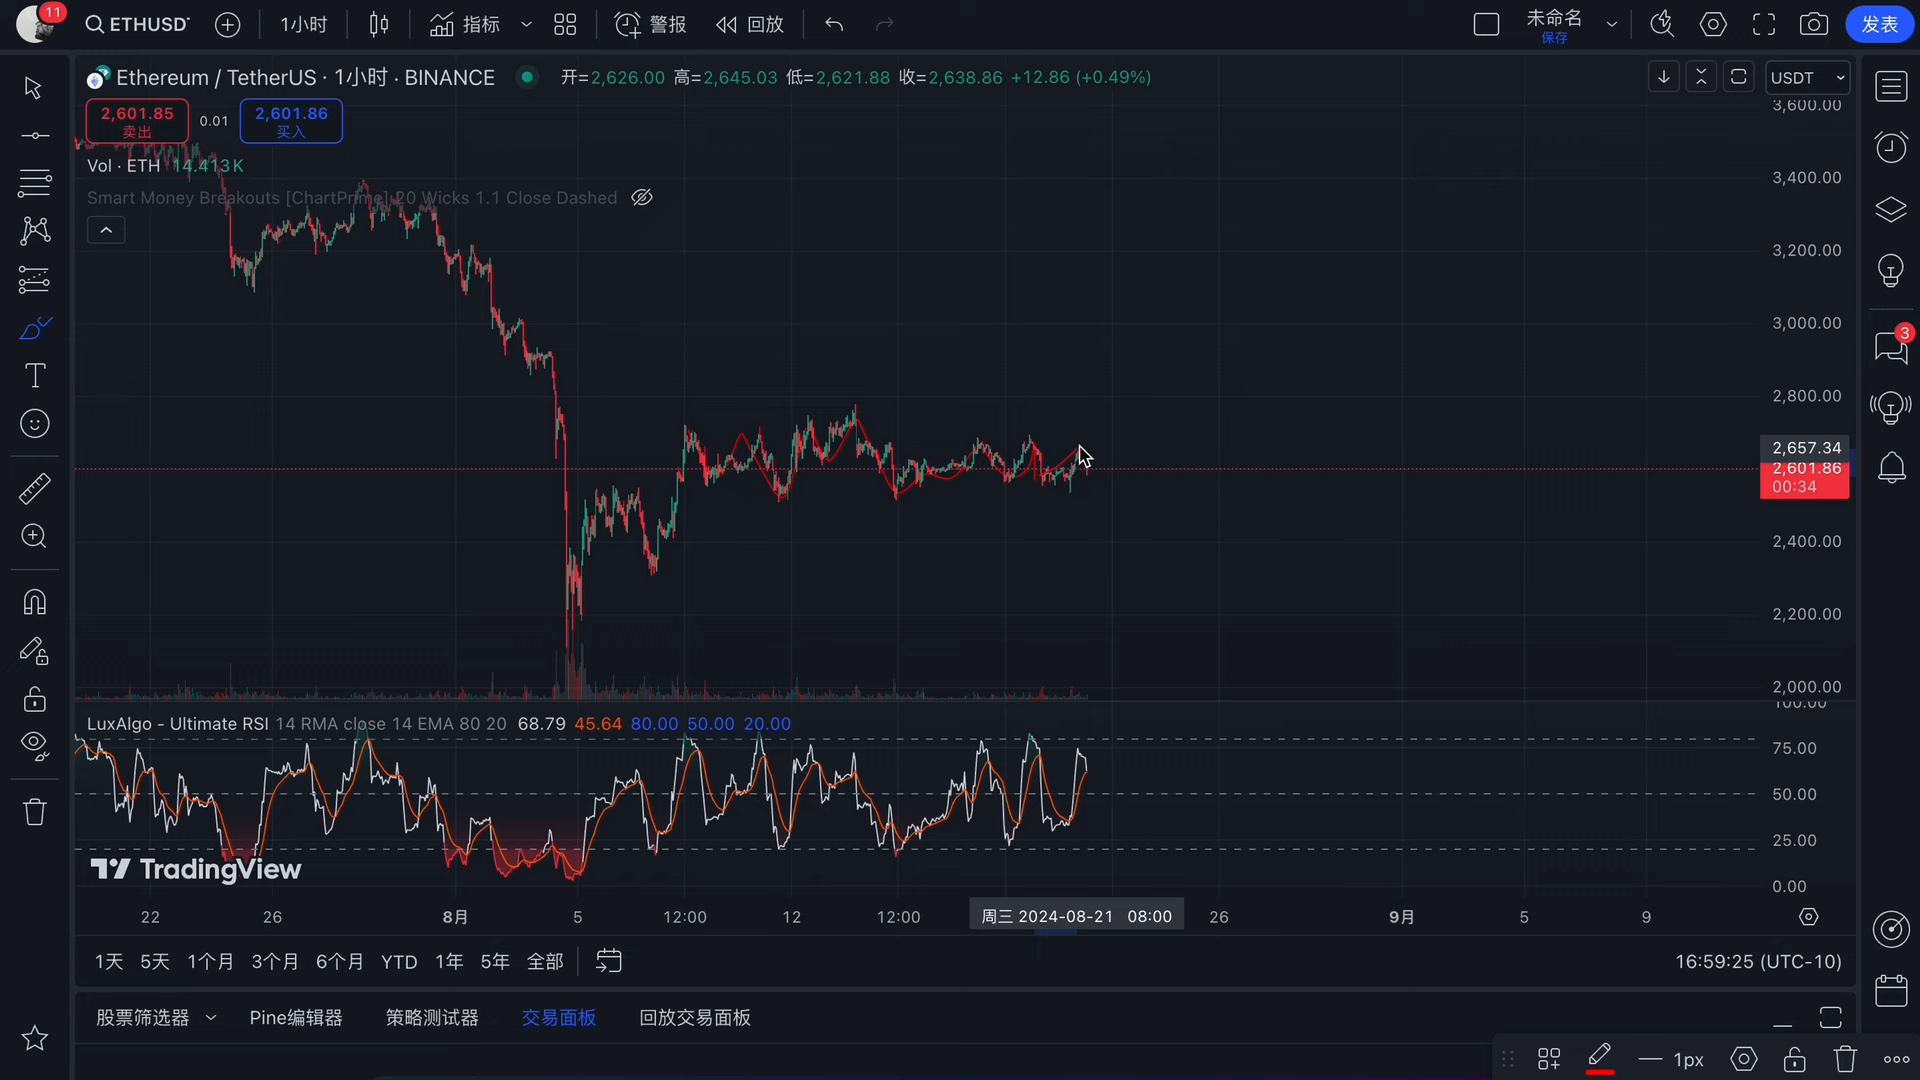 11
ETHUSDT
1小时
指标
警报
回放
未命名
保存
发表
Ethereum / TetherUS · 1小时 · BINANCE
开=2,626.00 高=2,645.03 低=2,621.88 收=2,638.86 +12.86 (+0.49%)
USDT
2,601.85
卖出
0.01
2,601.86
买入
Vol · ETH 14.413K
Smart Money Breakouts [ChartPrime] 20 Wicks 1.1 Close Dashed
3,600.00
3,400.00
3,200.00
3,000.00
2,800.00
2,657.34
2,601.86
00:34
2,400.00
2,200.00
2,000.00
3
LuxAlgo - Ultimate RSI 14 RMA close 14 EMA 80 20 68.79 45.64 80.00 50.00 20.00
100.00
75.00
50.00
25.00
0.00
TradingView
22
26
8月
5
12:00
12
12:00
周三 2024-08-21 08:00
26
9月
5
9
1天
5天
1个月
3个月
6个月
YTD
1年
5年
全部
16:59:25 (UTC-10)
股票筛选器
Pine编辑器
策略测试器
交易面板
回放交易面板
1px